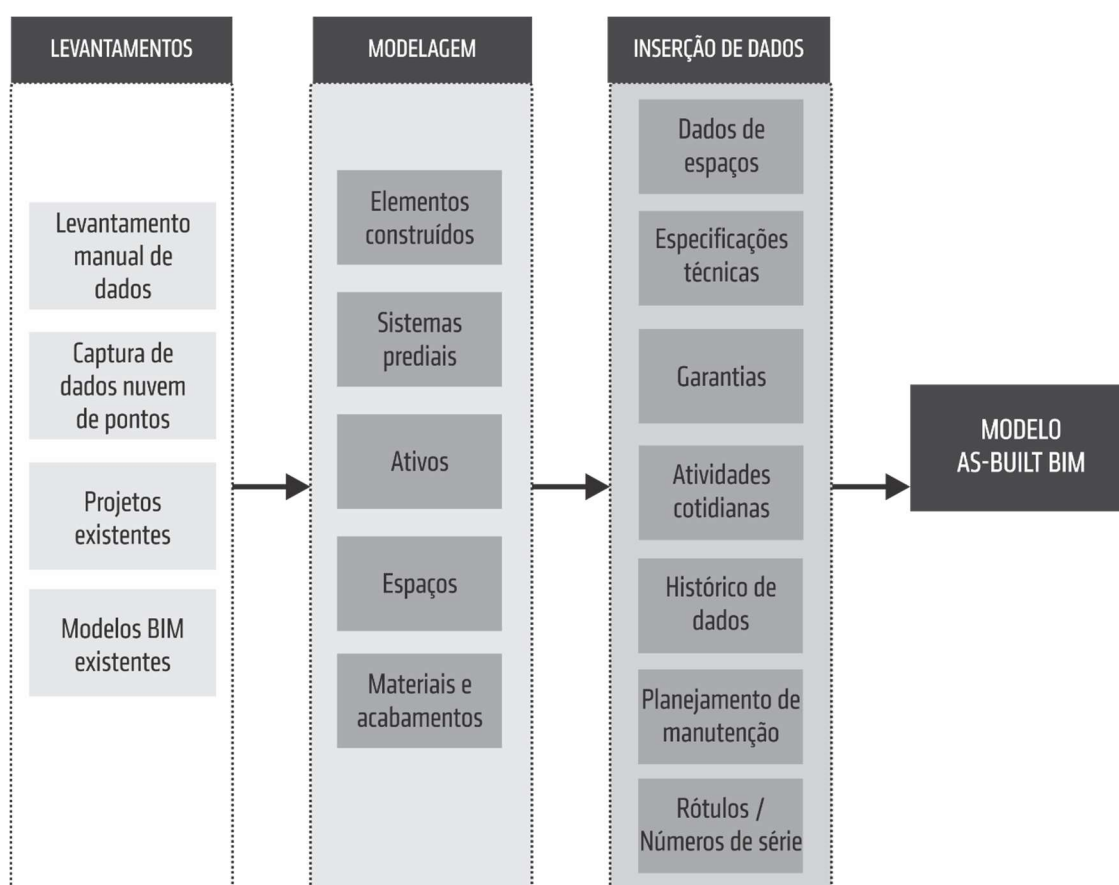 LEVANTAMENTOS
Levantamento
manual de
dados
Captura de
dados nuvem
de pontos
Projetos
existentes
Modelos BIM
existentes
MODELAGEM
Elementos
construídos
Sistemas
prediais
Ativos
Espaços
Materiais e
acabamentos
INSERÇÃO DE DADOS
Dados de
espaços
Especificações
técnicas
Garantias
Atividades
cotidianas
Histórico de
dados
Planejamento de
manutenção
Rótulos /
Números de série
MODELO
AS-BUILT BIM